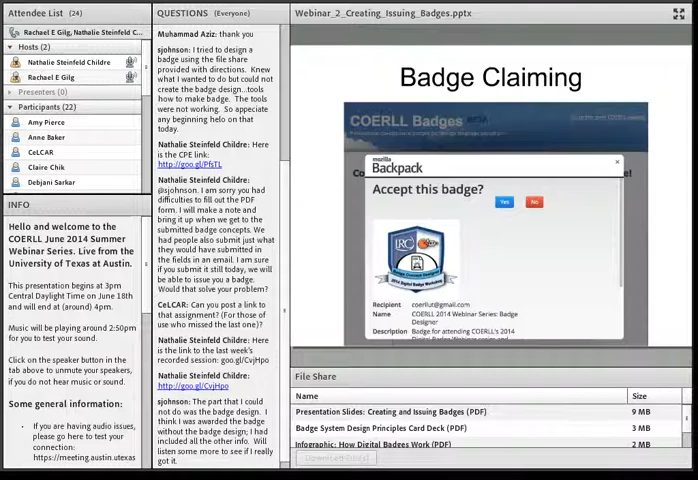 Attendee List (24)
Rachael E Gilg, Nathalie Steinfeld C...
Hosts (2)
Nathalie Steinfeld Childre
Rachael E Gilg
Presenters (0)
Participants (22)
Amy Pierce
Anne Baker
CeLCAR
Claire Chik
Debjani Sarkar
INFO
Hello and welcome to the
COERLL June 2014 Summer
Webinar Series. Live from the
University of Texas at Austin.
This presentation begins at 3pm
Central Daylight Time on June 18th
and will end at (around) 4pm.
Music will be playing around 2:50pm
for you to test your sound.
Click on the speaker button in the
tab above to unmute your speakers,
if you do not hear music or sound.
Some general information:
• If you are having audio issues,
please go here to test your
connection:
https://meeting.austin.utexas
QUESTIONS (Everyone)
Muhammad Aziz: thank you
sjohnson: I tried to design a
badge using the file share
provided with directions. Knew
what I wanted to do but could not
create the badge design...tools
how to make badge. The tools
were not working. So apeciate
any beginning helo on that
today.
Nathalie Steinfeld Childre: Here
is the CPE link:
http://goo.gl/PfsTL
Nathalie Steinfeld Childre:
@sjohnson. I am sorry you had
difficulties to fill out the PDF
form. I will make a note and
bring it up when we get to the
submitted badge concepts. We
had people also submit just what
they would have submitted in
the fields in email. I am sure
if you submit it still today, we will
be able to issue you a badge.
Would that solve your problem?
CeLCAR: Can you post a link to
that assignment? (For those of
use who missed the last one)?
Nathalie Steinfeld Childre: Here
is the link to the last week's
recorded session: goo.gl/CvjHpo
Nathalie Steinfeld Childre:
http://goo.gl/CvjHpo
sjohnson: The part that I could
not do was the badge design. I
think I was awarded the badge
without the badge design; I had
included all the other info. Will
listen some more to see if I really
got it.
Webinar_2_Creating_Issuing_Badges.pptx
Badge Claiming
COERLL Badges BETA
mozilla
Backpack
Accept this badge?
Yes
No
LRC
Badge Concept Designer
2014 Digital Badge Workshop
Recipient coerllut@gmail.com
Name COERLL 2014 Webinar Series: Badge
Designer
Description Badge for attending COERLL's 2014
Digital Badge Webinar series and
File Share
Name Size
Presentation Slides: Creating and Issuing Badges (PDF) 9 MB
Badge System Design Principles Card Deck (PDF) 3 MB
Infographic: How Digital Badges Work (PDF) 2 MB
Download File(s)